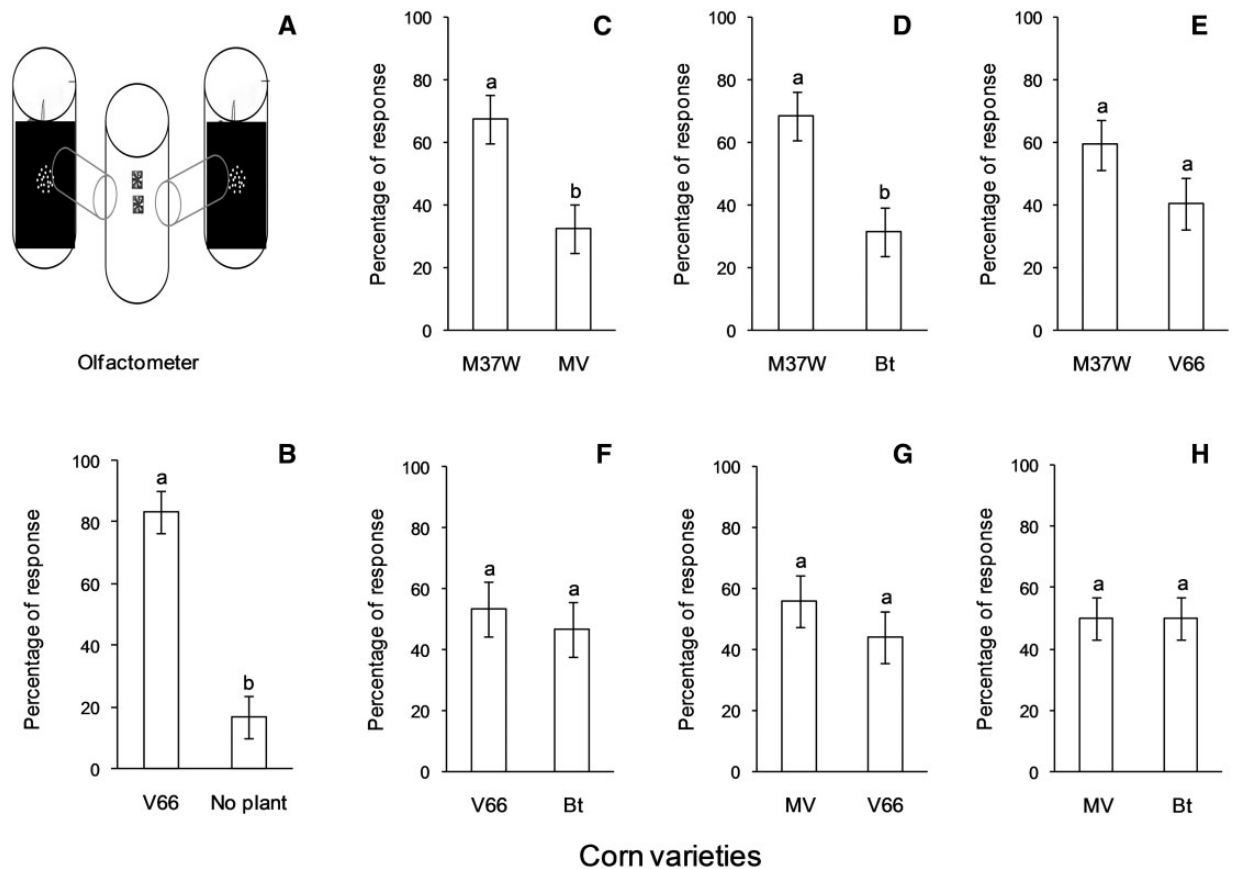 A
Olfactometer
C
Percentage of response
100
80
60
40
20
0
a
b
M37W MV
D
Percentage of response
100
80
60
40
20
0
a
b
M37W Bt
E
Percentage of response
100
80
60
40
20
0
a
a
M37W V66
B
Percentage of response
100
80
60
40
20
0
a
b
V66 No plant
F
Percentage of response
100
80
60
40
20
0
a
a
V66 Bt
G
Percentage of response
100
80
60
40
20
0
a
a
MV V66
H
Percentage of response
100
80
60
40
20
0
a
a
MV Bt
Corn varieties